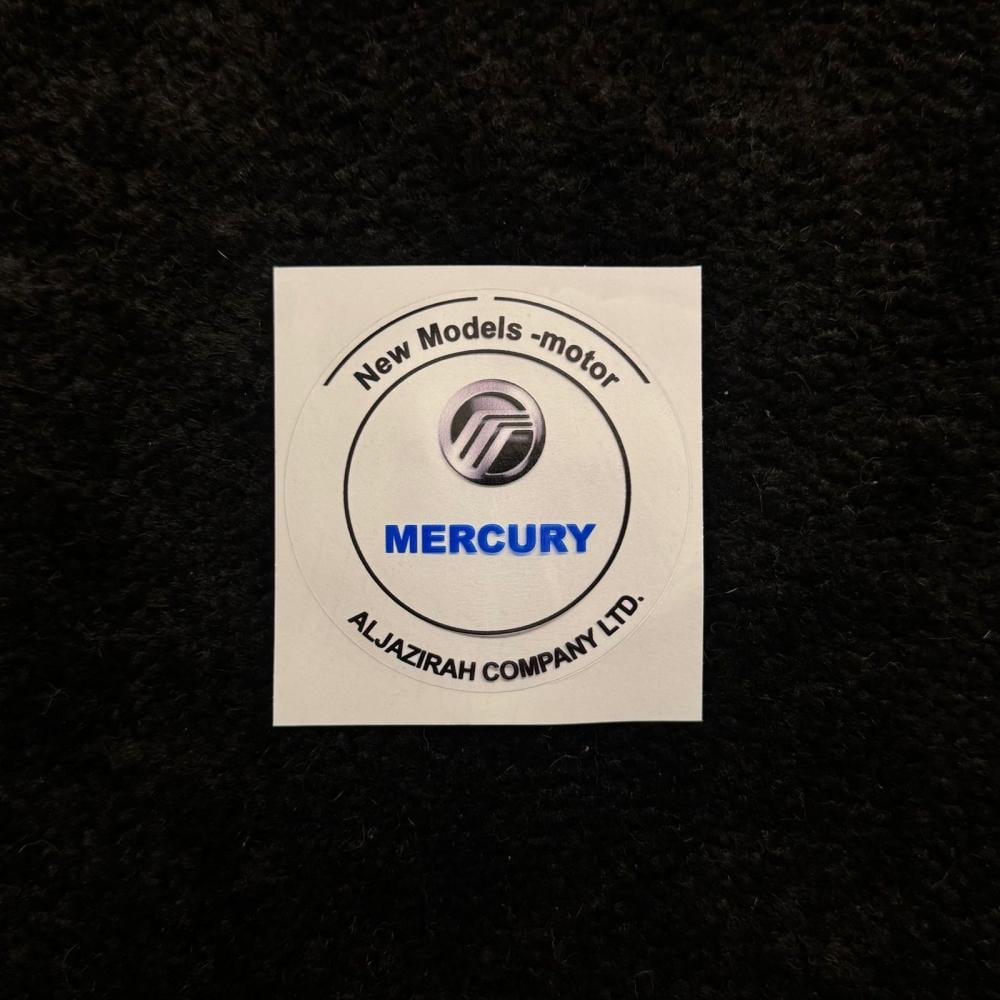 New Models -motor
MERCURY
ALJAZIRAH COMPANY LTD.